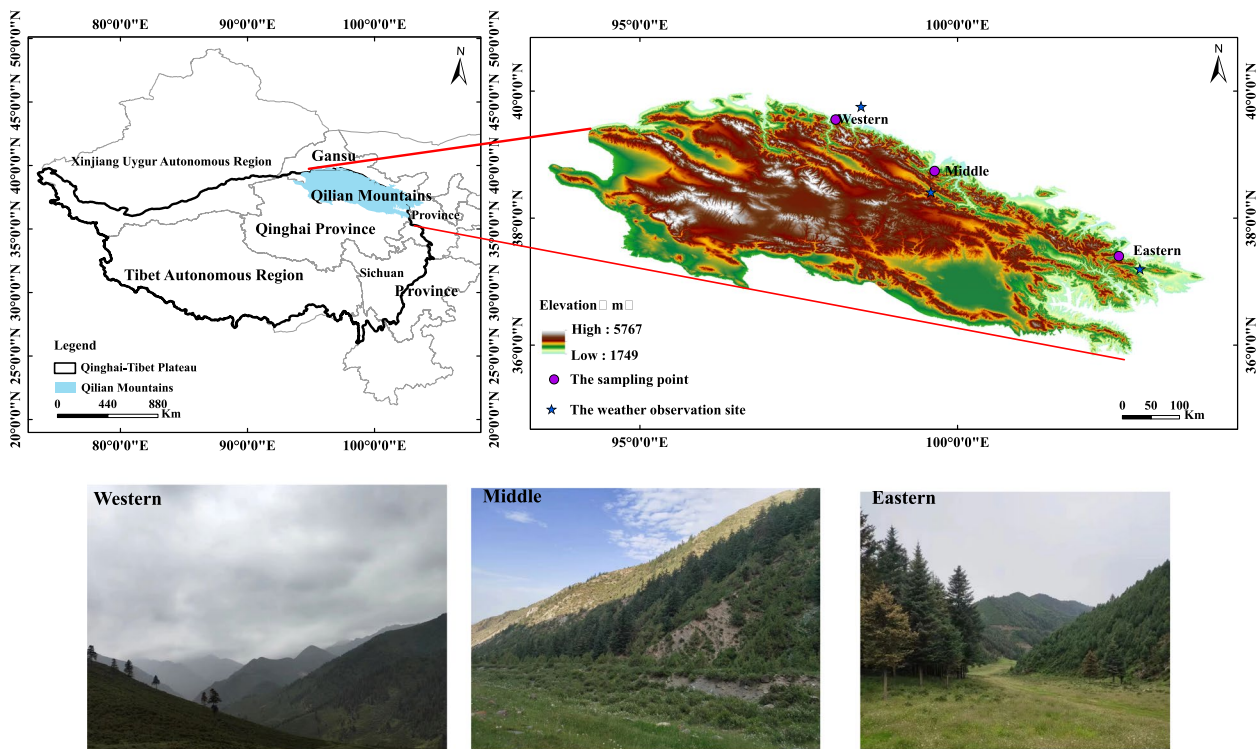 80°0'0"E
90°0'0"E
100°0'0"E
50°0'0"N
45°0'0"N
40°0'0"N
35°0'0"N
30°0'0"N
25°0'0"N
20°0'0"N
N
Xinjiang Uygur Autonomous Region
Gansu
Qilian Mountains
Province
Qinghai Province
Tibet Autonomous Region
Sichuan
Province
Legend
Qinghai-Tibet Plateau
Qilian Mountains
0 440 880
Km
80°0'0"E
90°0'0"E
100°0'0"E
50°0'0"N
45°0'0"N
40°0'0"N
35°0'0"N
30°0'0"N
25°0'0"N
20°0'0"N
95°0'0"E
100°0'0"E
40°0'0"N
38°0'0"N
36°0'0"N
N
Western
Middle
Eastern
Elevation□ m□
High : 5767
Low : 1749
The sampling point
The weather observation site
0 50 100
Km
95°0'0"E
100°0'0"E
40°0'0"N
38°0'0"N
36°0'0"N
Western
Middle
Eastern